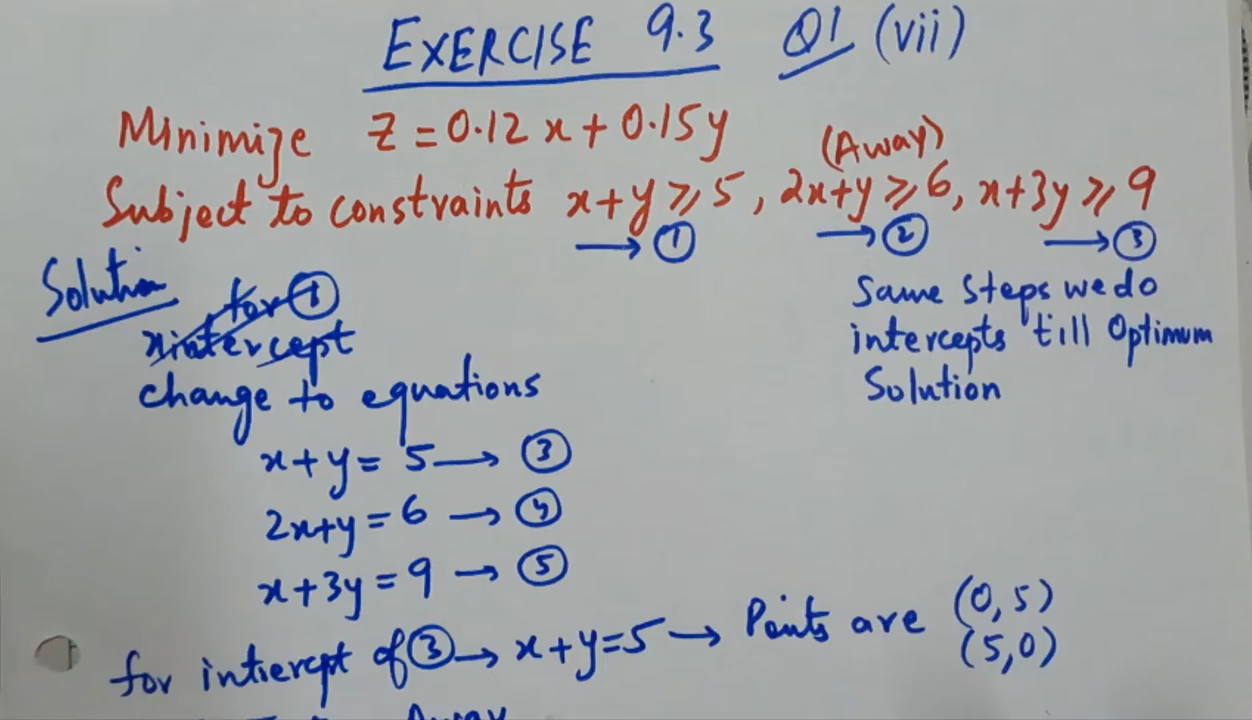 EXERCISE 9.3 Q1 (vii)
Minimize Z = 0.12x + 0.15y
(Away)
Subject to constraints x+y ≥ 5, 2x+y ≥ 6, x+3y ≥ 9
→ ① → ② → ③
Solution
for ①
x intercept
Same Steps we do
intercepts till Optimum
Solution
change to equations
x+y = 5 → ③
2x+y = 6 → ④
x+3y = 9 → ⑤
for intercept of ③ → x+y=5 → Points are (0,5)
(5,0)
Away